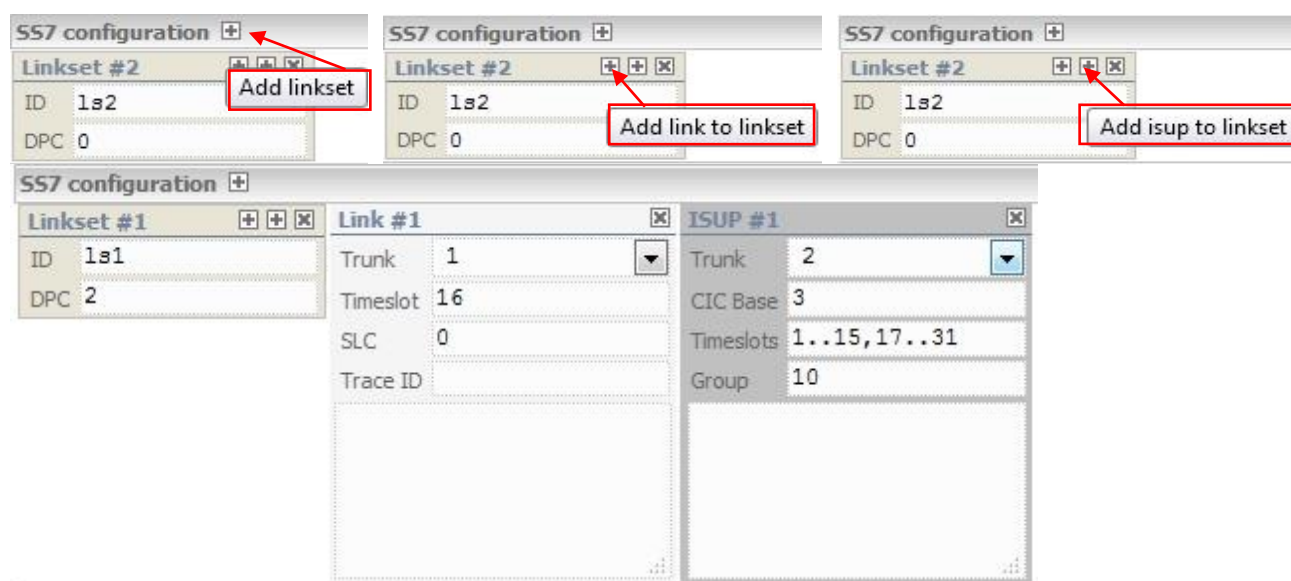 SS7 configuration
Linkset #2
Add linkset
ID ls2
DPC 0
SS7 configuration
Linkset #2
ID ls2
Add link to linkset
DPC 0
SS7 configuration
Linkset #2
ID ls2
Add isup to linkset
DPC 0
SS7 configuration
Linkset #1
ID ls1
DPC 2
Link #1
Trunk 1
Timeslot 16
SLC 0
Trace ID
ISUP #1
Trunk 2
CIC Base 3
Timeslots 1..15,17..31
Group 10